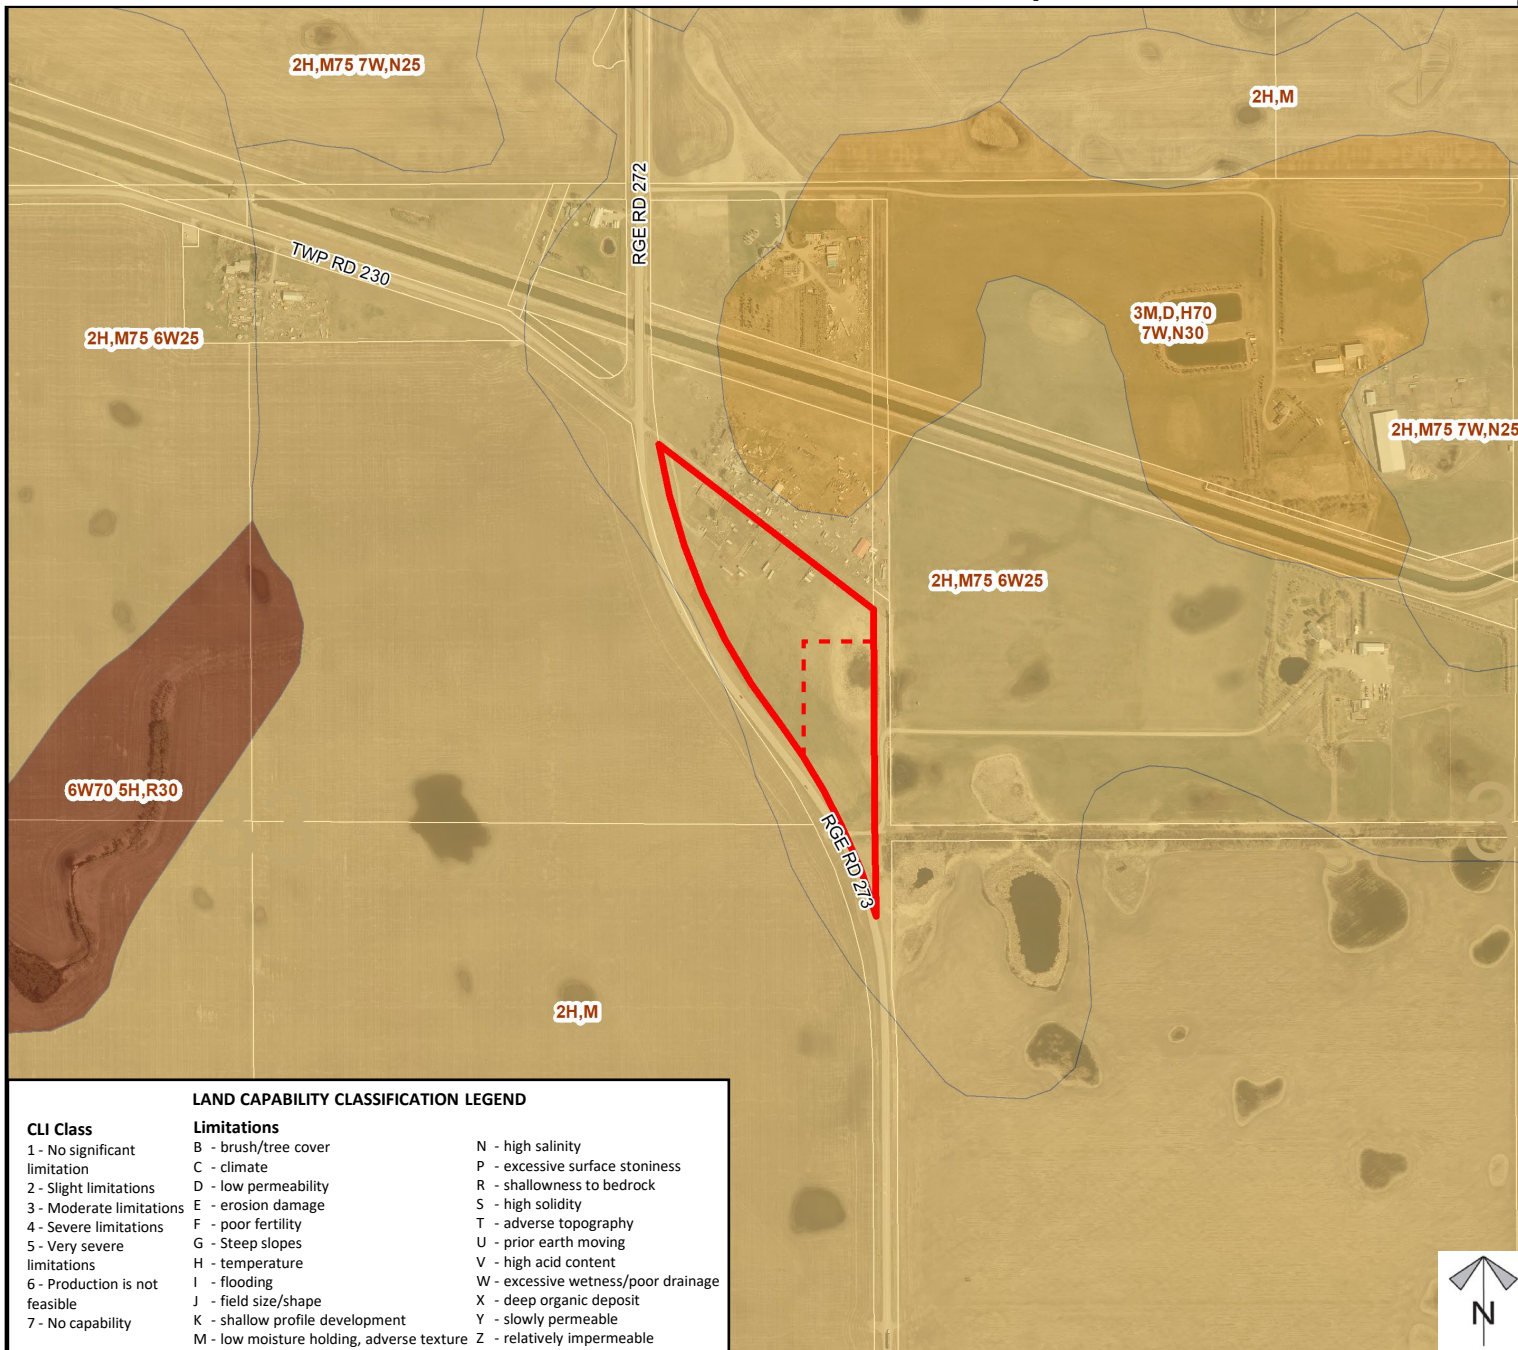 2H,M75 7W,N25
2H,M
RGE RD 272
TWP RD 230
3M,D,H70
7W,N30
2H,M75 6W25
2H,M75 7W,N25
2H,M75 6W25
6W70 5H,R30
RGE RD 273
2H,M
LAND CAPABILITY CLASSIFICATION LEGEND
CLI Class
1 - No significant
limitation
2 - Slight limitations
3 - Moderate limitations
4 - Severe limitations
5 - Very severe
limitations
6 - Production is not
feasible
7 - No capability
Limitations
B - brush/tree cover
C - climate
D - low permeability
E - erosion damage
F - poor fertility
G - Steep slopes
H - temperature
I - flooding
J - field size/shape
K - shallow profile development
M - low moisture holding, adverse texture
N - high salinity
P - excessive surface stoniness
R - shallowness to bedrock
S - high solidity
T - adverse topography
U - prior earth moving
V - high acid content
W - excessive wetness/poor drainage
X - deep organic deposit
Y - slowly permeable
Z - relatively impermeable
N